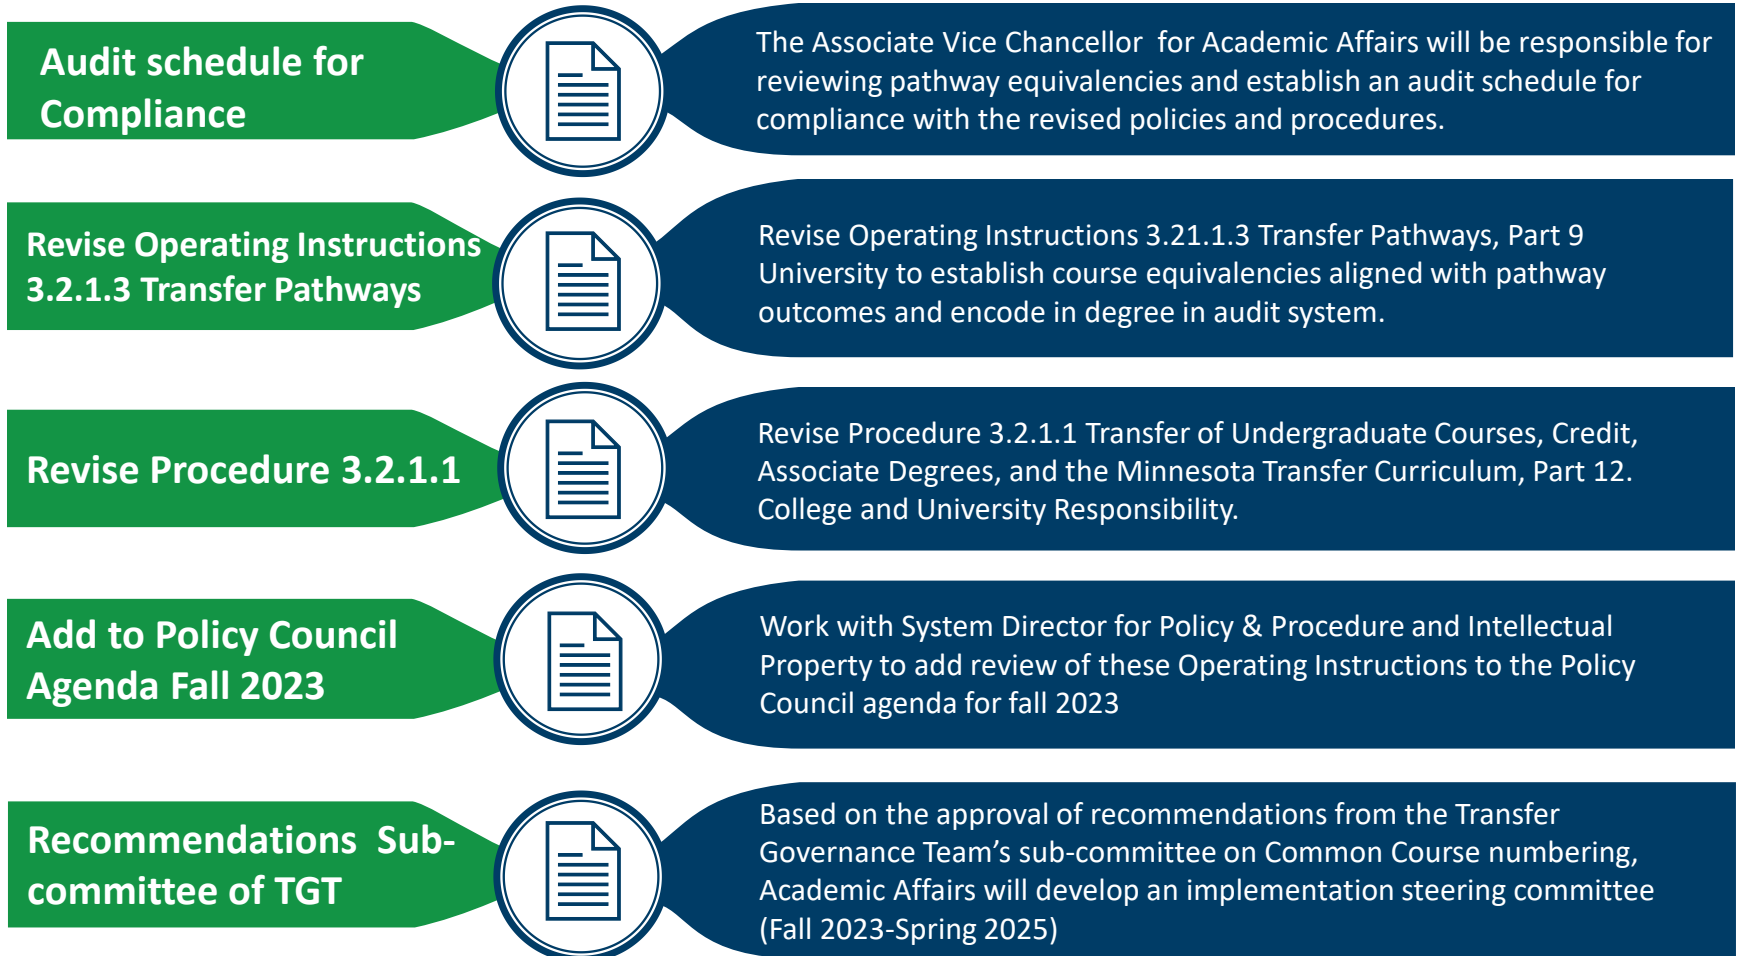 Audit schedule for
Compliance
The Associate Vice Chancellor for Academic Affairs will be responsible for
reviewing pathway equivalencies and establish an audit schedule for
compliance with the revised policies and procedures.
Revise Operating Instructions
3.2.1.3 Transfer Pathways
Revise Operating Instructions 3.21.1.3 Transfer Pathways, Part 9
University to establish course equivalencies aligned with pathway
outcomes and encode in degree in audit system.
Revise Procedure 3.2.1.1
Revise Procedure 3.2.1.1 Transfer of Undergraduate Courses, Credit,
Associate Degrees, and the Minnesota Transfer Curriculum, Part 12.
College and University Responsibility.
Add to Policy Council
Agenda Fall 2023
Work with System Director for Policy & Procedure and Intellectual
Property to add review of these Operating Instructions to the Policy
Council agenda for fall 2023
Recommendations Sub-
committee of TGT
Based on the approval of recommendations from the Transfer
Governance Team’s sub-committee on Common Course numbering,
Academic Affairs will develop an implementation steering committee
(Fall 2023-Spring 2025)